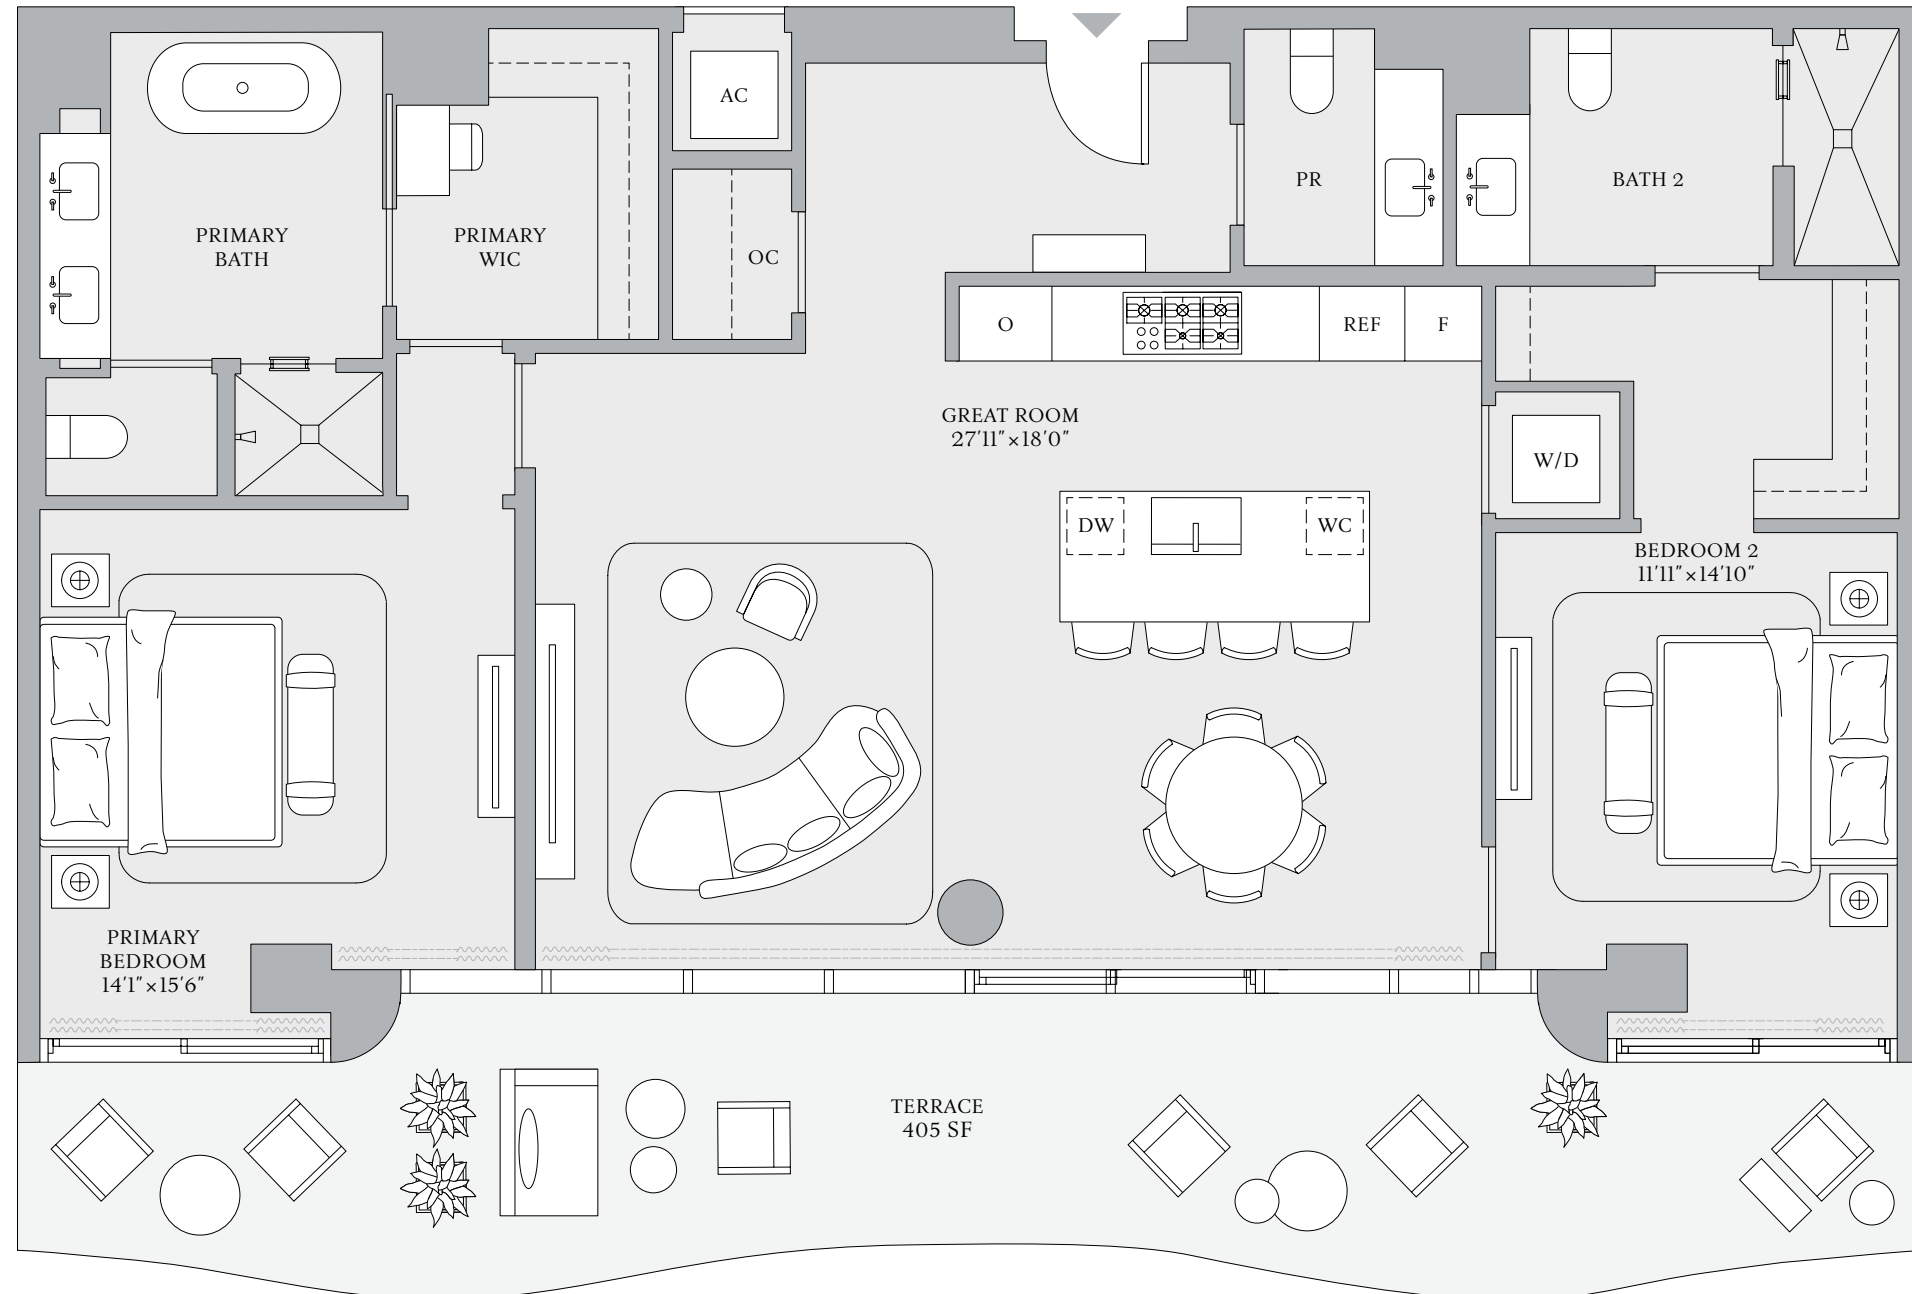 AC
PR
BATH 2
PRIMARY
BATH
PRIMARY
WIC
OC
O
REF
F
GREAT ROOM
27'11"×18'0"
W/D
DW
WC
BEDROOM 2
11'11"×14'10"
PRIMARY
BEDROOM
14'1"×15'6"
TERRACE
405 SF